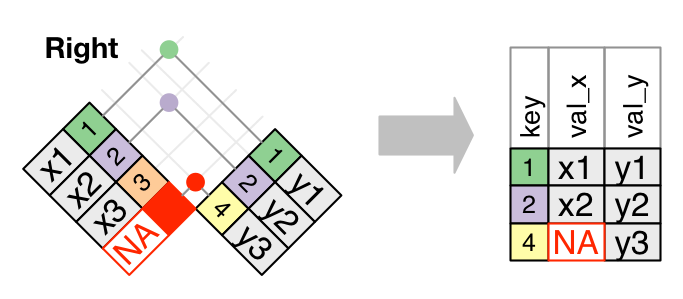 Right
1 x1
2 x2
3 x3
NA
1 y1
2 y2
4 y3
key val_x val_y
1 x1 y1
2 x2 y2
4 NA y3